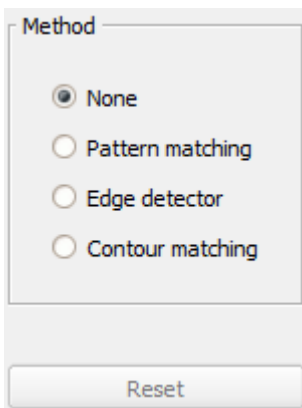 Method
None
Pattern matching
Edge detector
Contour matching
Reset